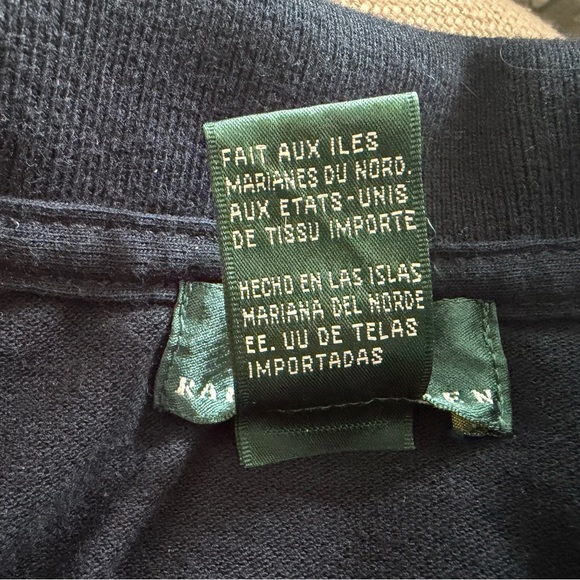 FAIT AUX ILES
MARIANES DU NORD.
AUX ETATS-UNIS
DE TISSU IMPORTE
HECHO EN LAS ISLAS
MARIANA DEL NORDE
EE. UU DE TELAS
IMPORTADAS